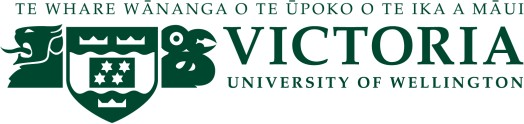 TE WHARE WĀNANGA O TE ŪPOKO O TE IKA A MĀUI
VICTORIA
UNIVERSITY OF WELLINGTON